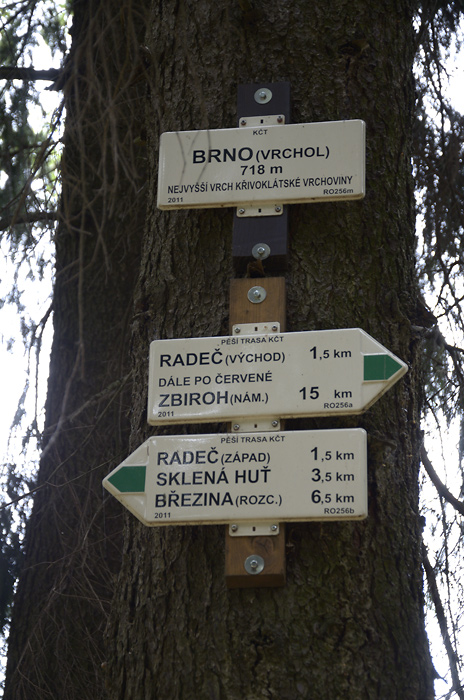 KČT
BRNO (VRCHOL)
718 m
NEJVYŠŠÍ VRCH KŘIVOKLÁTSKÉ VRCHOVINY
2011 RO256m
PĚŠÍ TRASA KČT
RADEČ (VÝCHOD) 1,5 km
DÁLE PO ČERVENÉ
ZBIROH (NÁM.) 15 km
2011 RO256a
PĚŠÍ TRASA KČT
RADEČ (ZÁPAD) 1,5 km
SKLENÁ HUŤ 3,5 km
BŘEZINA (ROZC.) 6,5 km
2011 RO256b